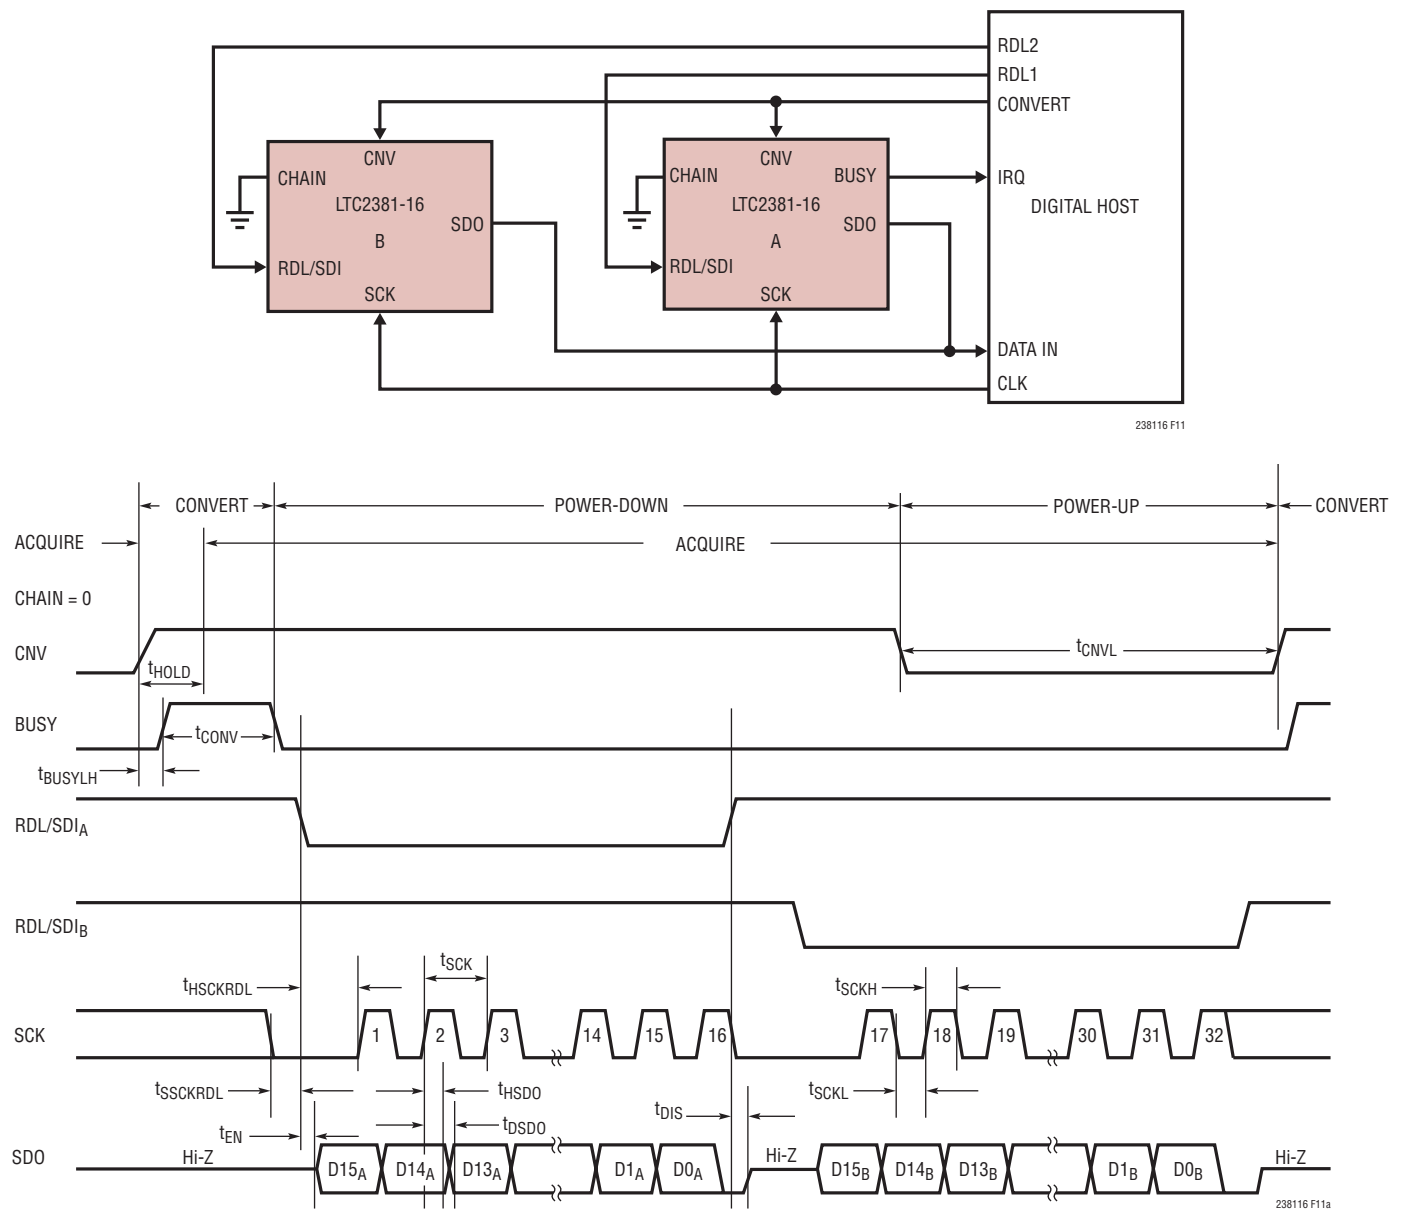 RDL2
RDL1
CONVERT
CNV
CNV
CHAIN
CHAIN
BUSY
IRQ
LTC2381-16
LTC2381-16
DIGITAL HOST
SDO
SDO
B
A
RDL/SDI
RDL/SDI
SCK
SCK
DATA IN
CLK
238116 F11
CONVERT
POWER-DOWN
POWER-UP
CONVERT
ACQUIRE
ACQUIRE
CHAIN = 0
CNV
tHOLD
tCNVL
BUSY
tCONV
tBUSYLH
RDL/SDIA
RDL/SDIB
tHSCKRDL
tSCK
tSCKH
SCK
1
2
3
14
15
16
17
18
19
30
31
32
tSSCKRDL
tHSDO
tSCKL
tEN
tDSDO
tDIS
SDO
Hi-Z
D15A
D14A
D13A
D1A
D0A
Hi-Z
D15B
D14B
D13B
D1B
D0B
Hi-Z
238116 F11a